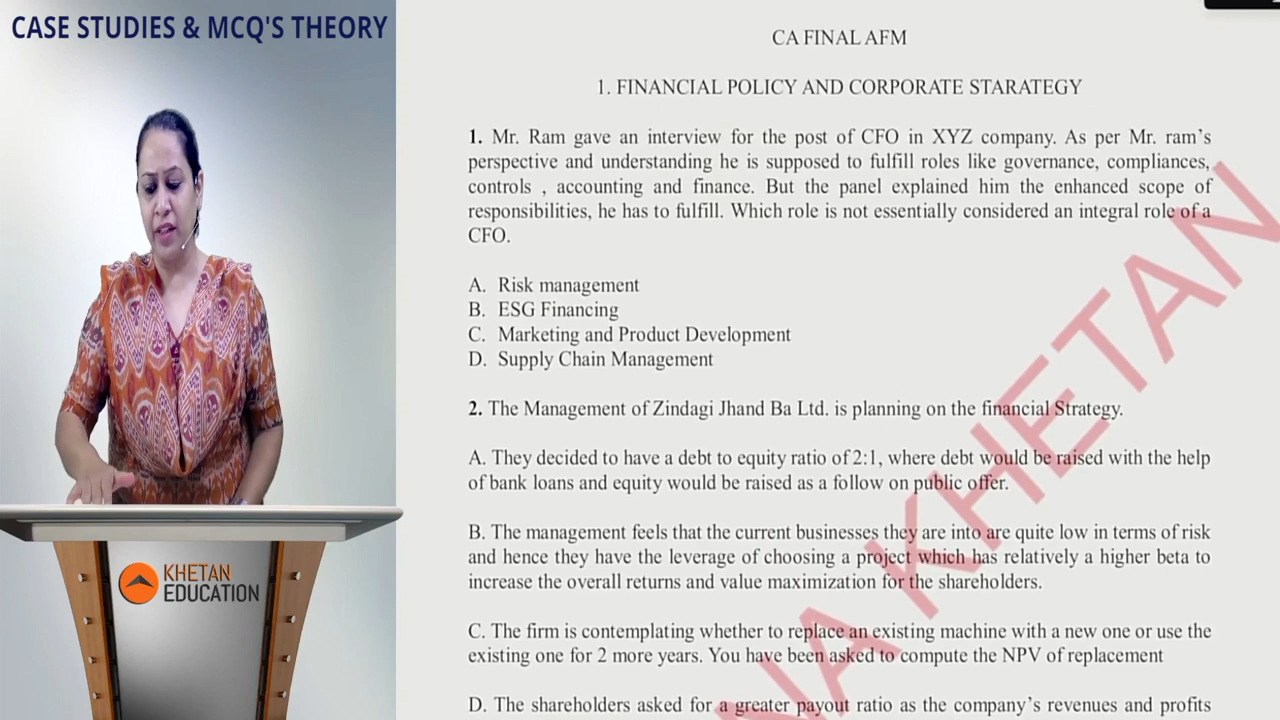 CASE STUDIES & MCQ'S THEORY
KHETAN
EDUCATION
CA FINAL AFM
1. FINANCIAL POLICY AND CORPORATE STARATEGY
1. Mr. Ram gave an interview for the post of CFO in XYZ company. As per Mr. ram's
perspective and understanding he is supposed to fulfill roles like governance, compliances,
controls , accounting and finance. But the panel explained him the enhanced scope of
responsibilities, he has to fulfill. Which role is not essentially considered an integral role of a
CFO.
A. Risk management
B. ESG Financing
C. Marketing and Product Development
D. Supply Chain Management
2. The Management of Zindagi Jhand Ba Ltd. is planning on the financial Strategy.
A. They decided to have a debt to equity ratio of 2:1, where debt would be raised with the help
of bank loans and equity would be raised as a follow on public offer.
B. The management feels that the current businesses they are into are quite low in terms of risk
and hence they have the leverage of choosing a project which has relatively a higher beta to
increase the overall returns and value maximization for the shareholders.
C. The firm is contemplating whether to replace an existing machine with a new one or use the
existing one for 2 more years. You have been asked to compute the NPV of replacement
D. The shareholders asked for a greater payout ratio as the company's revenues and profits
NA KHETAN